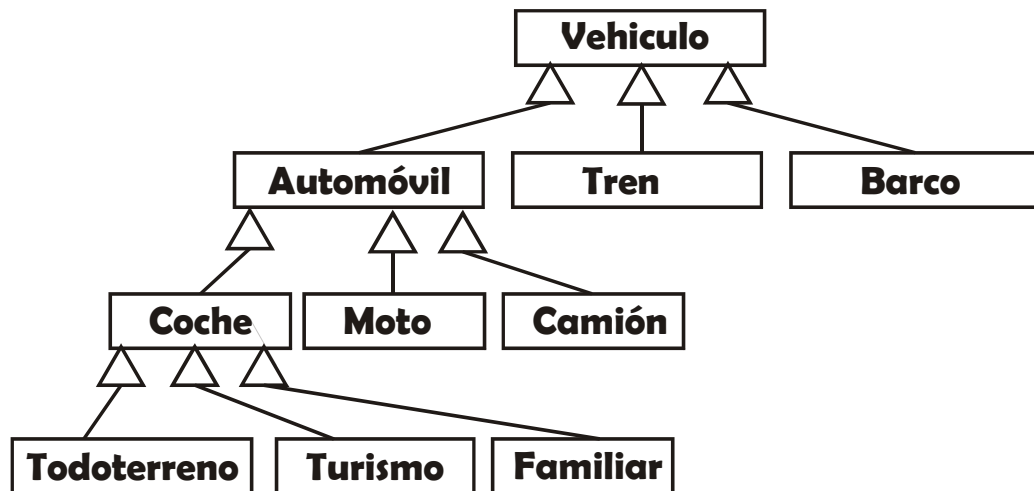 Vehiculo
Automóvil
Tren
Barco
Coche
Moto
Camión
Todoterreno
Turismo
Familiar